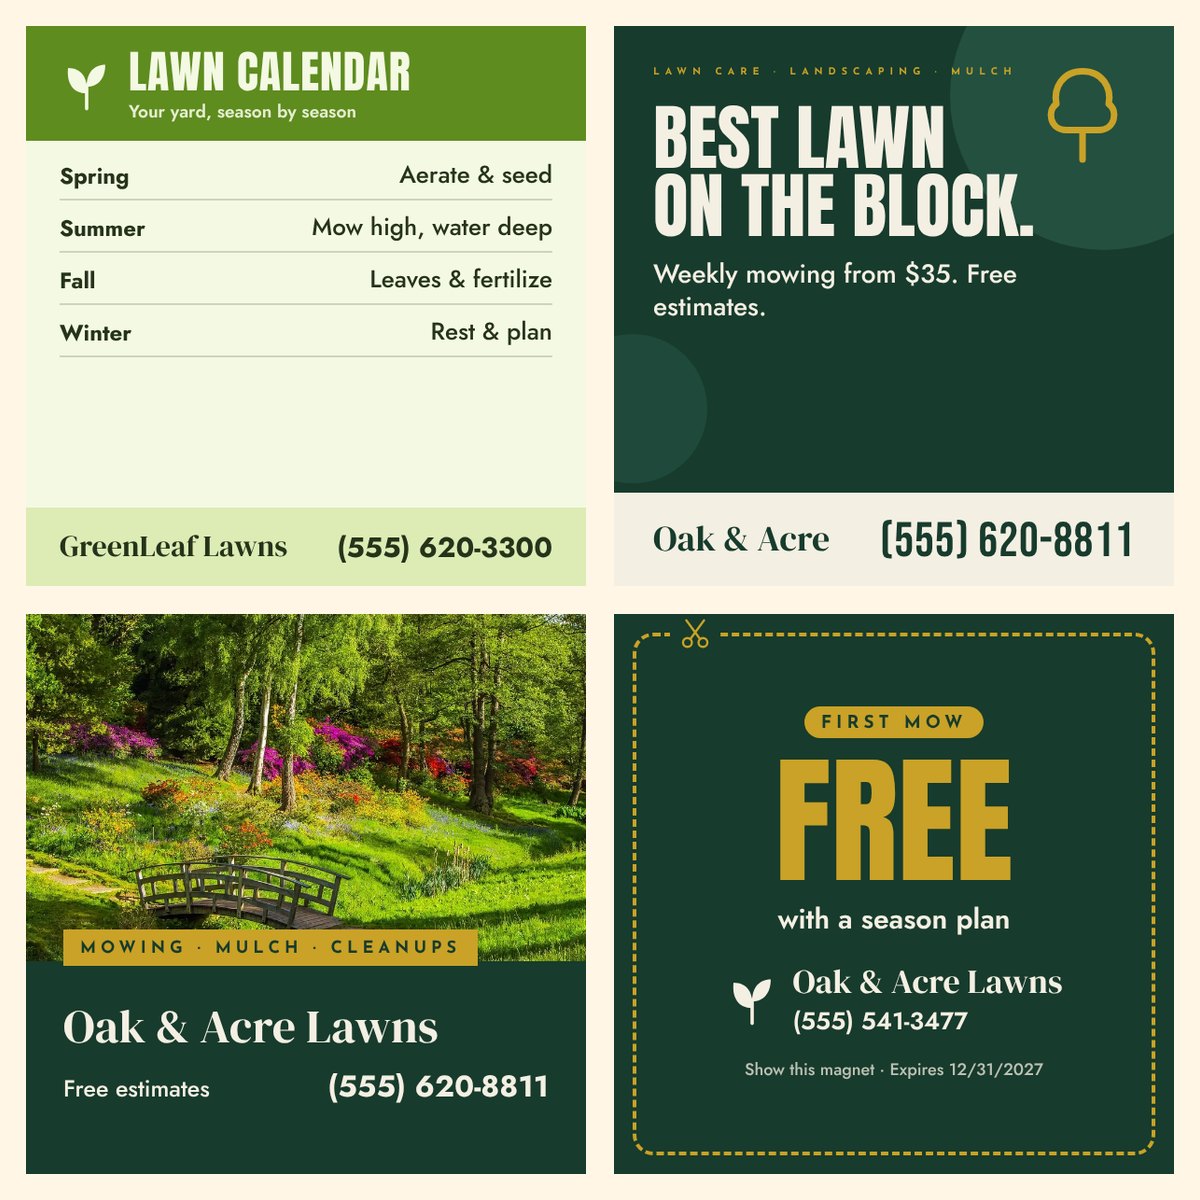 LAWN CALENDAR
Your yard, season by season
Spring Aerate & seed
Summer Mow high, water deep
Fall Leaves & fertilize
Winter Rest & plan
GreenLeaf Lawns (555) 620-3300
LAWN CARE · LANDSCAPING · MULCH
BEST LAWN
ON THE BLOCK.
Weekly mowing from $35. Free
estimates.
Oak & Acre (555) 620-8811
MOWING · MULCH · CLEANUPS
Oak & Acre Lawns
Free estimates (555) 620-8811
FIRST MOW
FREE
with a season plan
Oak & Acre Lawns
(555) 541-3477
Show this magnet · Expires 12/31/2027